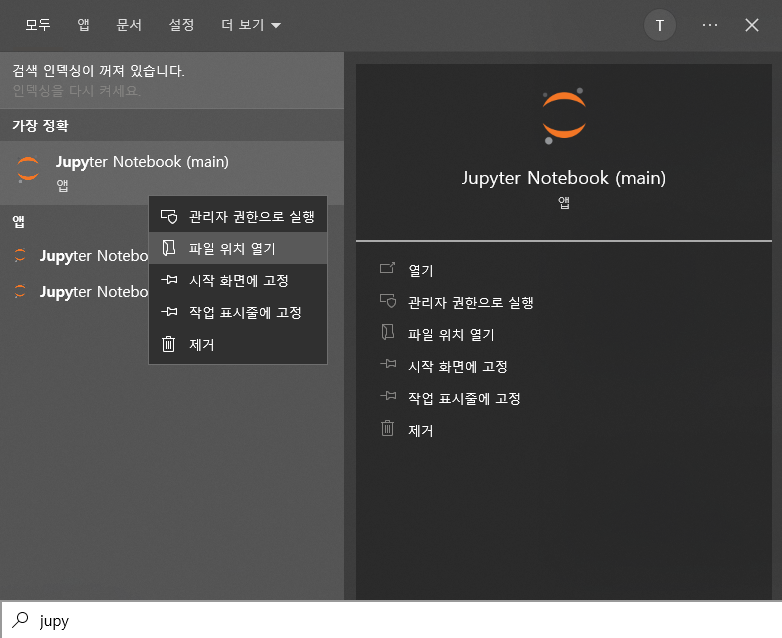 모두 앱 문서 설정 더 보기 T
검색 인덱싱이 꺼져 있습니다.
인덱싱을 다시 켜세요.
가장 정확
Jupyter Notebook (main)
앱
앱
Jupyter Notebo
Jupyter Notebo
관리자 권한으로 실행
파일 위치 열기
시작 화면에 고정
작업 표시줄에 고정
제거
Jupyter Notebook (main)
앱
열기
관리자 권한으로 실행
파일 위치 열기
시작 화면에 고정
작업 표시줄에 고정
제거
jupy